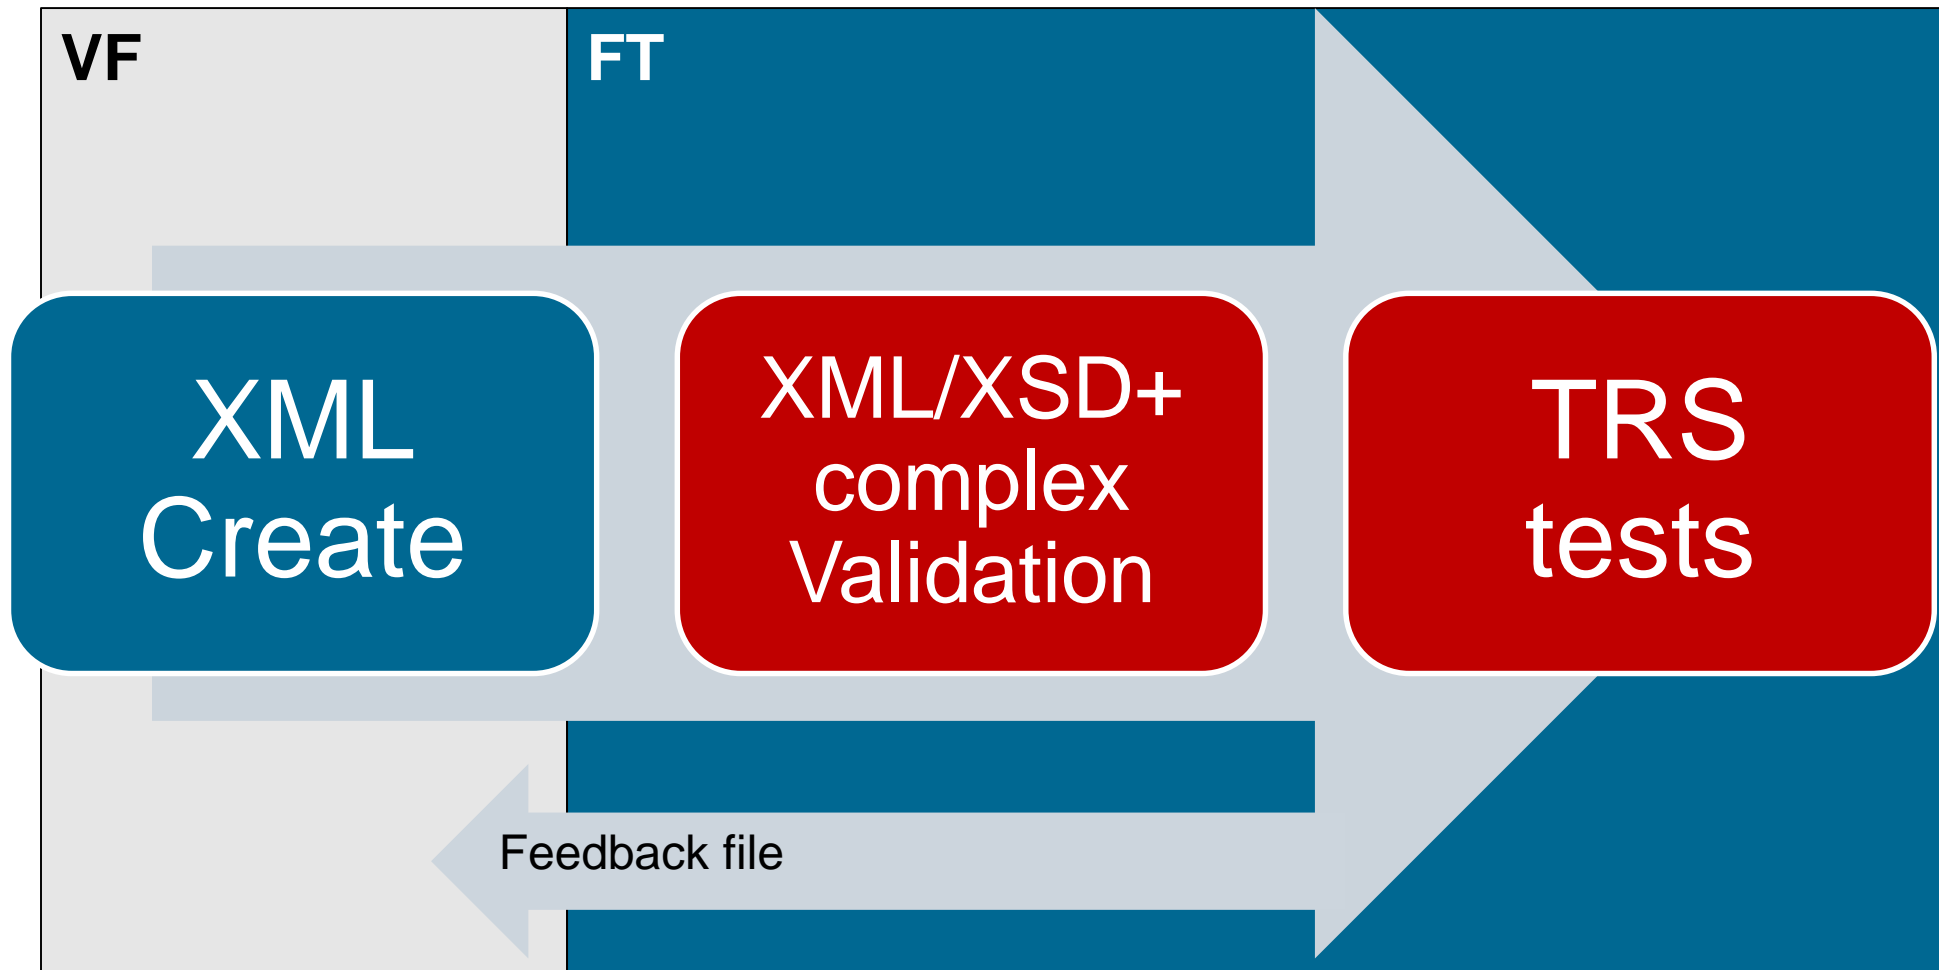 VF
FT
XML
Create
XML/XSD+
complex
Validation
TRS
tests
Feedback file